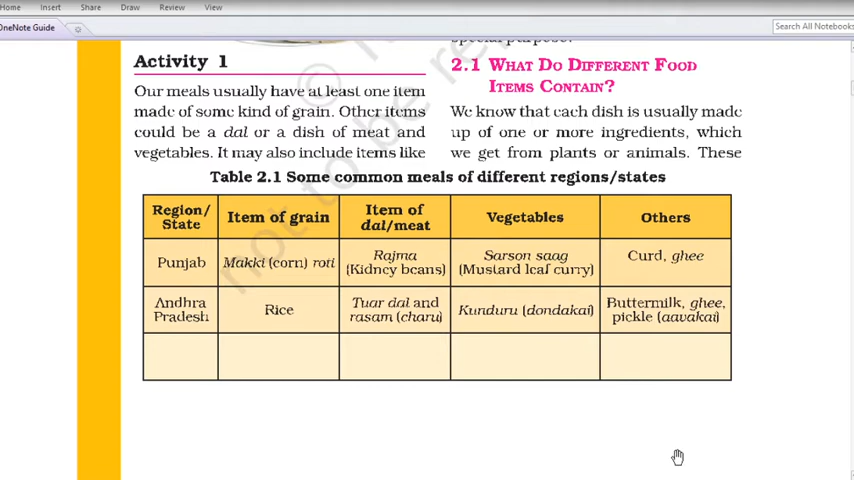 Home Insert Share Draw Review View
OneNote Guide
Search All Notebooks
special purpose.
Activity 1
Our meals usually have at least one item
made of some kind of grain. Other items
could be a dal or a dish of meat and
vegetables. It may also include items like
2.1 WHAT DO DIFFERENT FOOD
ITEMS CONTAIN?
We know that each dish is usually made
up of one or more ingredients, which
we get from plants or animals. These
Table 2.1 Some common meals of different regions/states
Region/
State
Item of grain
Item of
dal/meat
Vegetables
Others
Punjab
Makki (corn) roti
Rajma
(Kidney beans)
Sarson saag
(Mustard leaf curry)
Curd, ghee
Andhra
Pradesh
Rice
Tuar dal and
rasam (charu)
Kunduru (dondakai)
Buttermilk, ghee,
pickle (aavakai)
not to be re